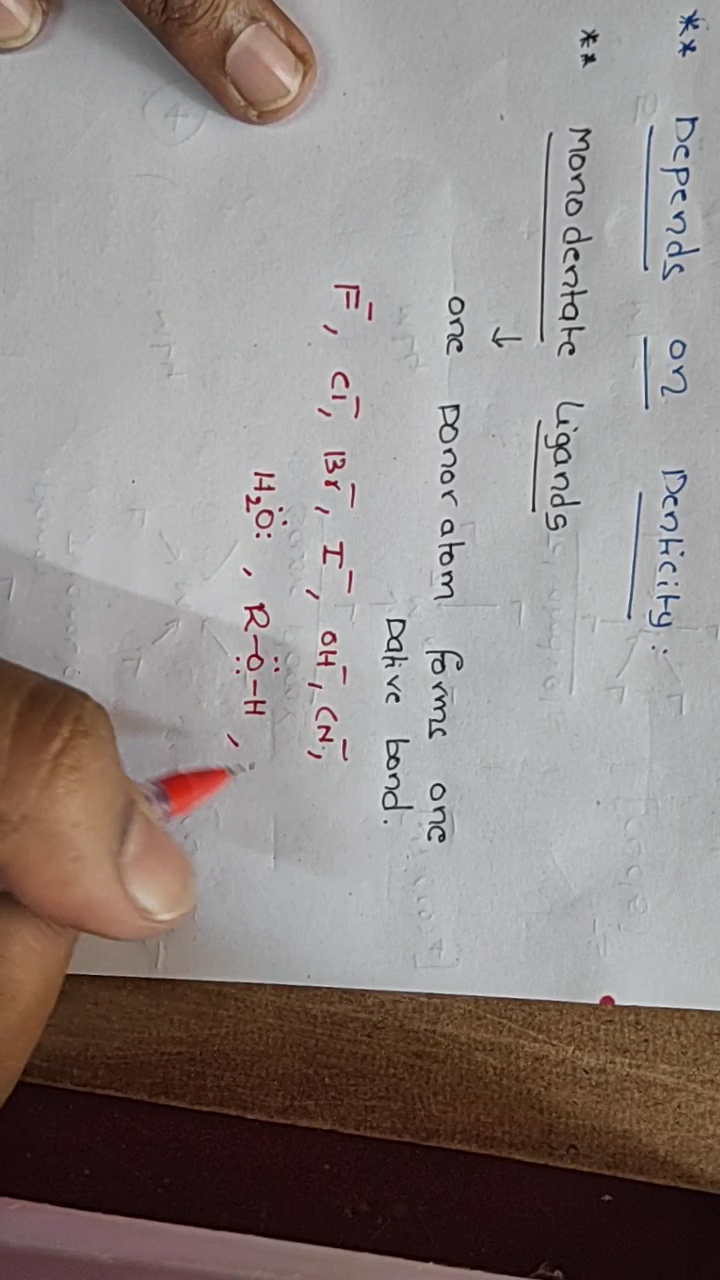 ** Depends on Denticity:
** Monodentate Ligands
↓
one Donor atom forms one
Dative bond.
F⁻, Cl⁻, Br⁻, I⁻, OH⁻, CN⁻,
H₂Ö:, R-Ö-H,